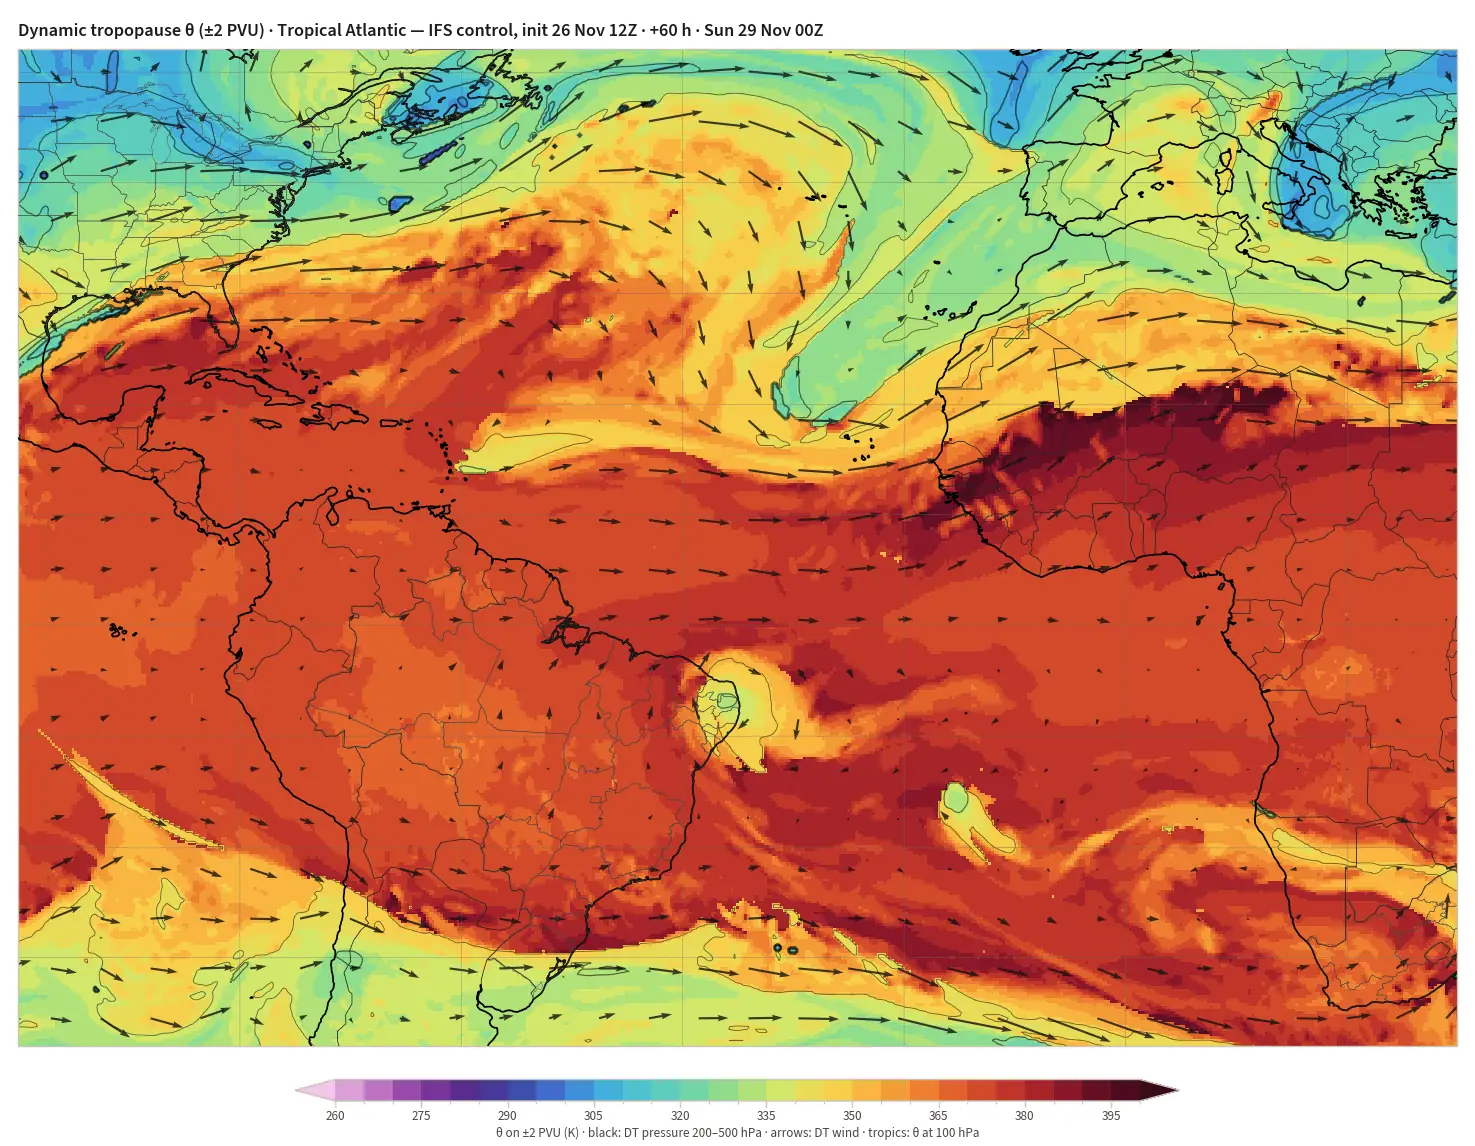 Dynamic tropopause θ (±2 PVU) · Tropical Atlantic — IFS control, init 26 Nov 12Z · +60 h · Sun 29 Nov 00Z
260 275 290 305 320 335 350 365 380 395
θ on ±2 PVU (K) · black: DT pressure 200–500 hPa · arrows: DT wind · tropics: θ at 100 hPa